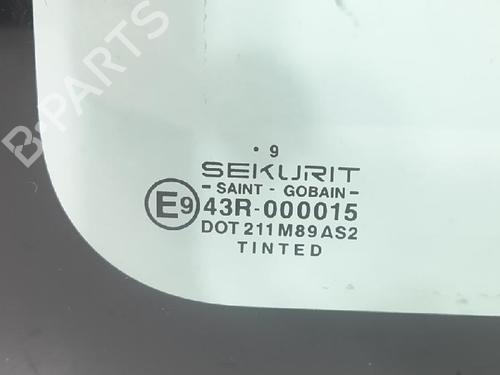 B-PARTS
. 9
SEKURIT
- SAINT - GOBAIN -
E9 43R-000015
DOT 211 M89 AS2
TINTED